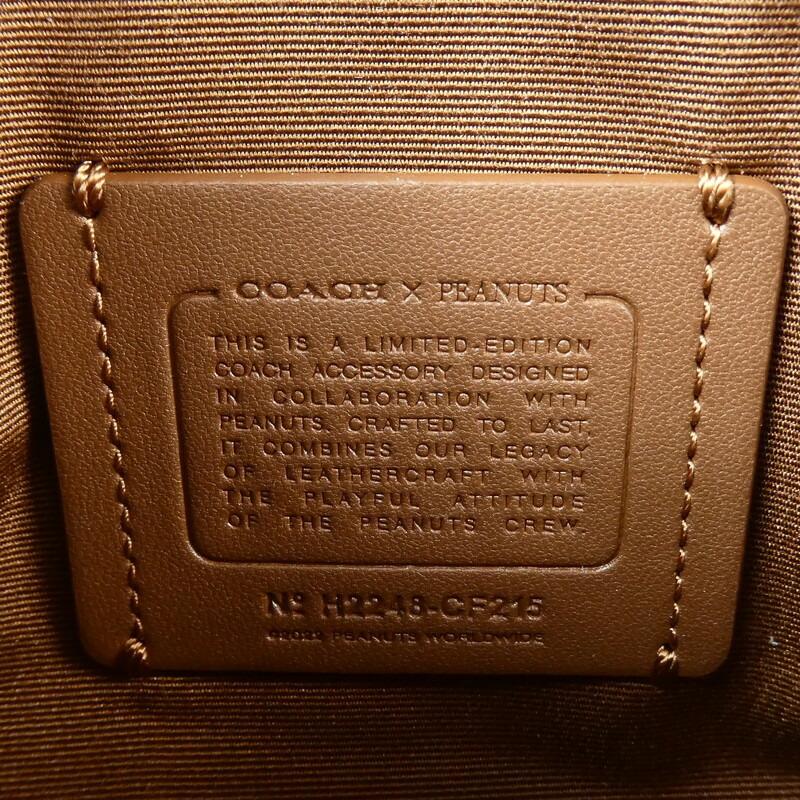 COACH X PEANUTS
THIS IS A LIMITED-EDITION
COACH ACCESSORY DESIGNED
IN COLLABORATION WITH
PEANUTS. CRAFTED TO LAST,
IT COMBINES OUR LEGACY
OF LEATHERCRAFT WITH
THE PLAYFUL ATTITUDE
OF THE PEANUTS CREW.
Nº H2248-CF215
©2022 PEANUTS WORLDWIDE